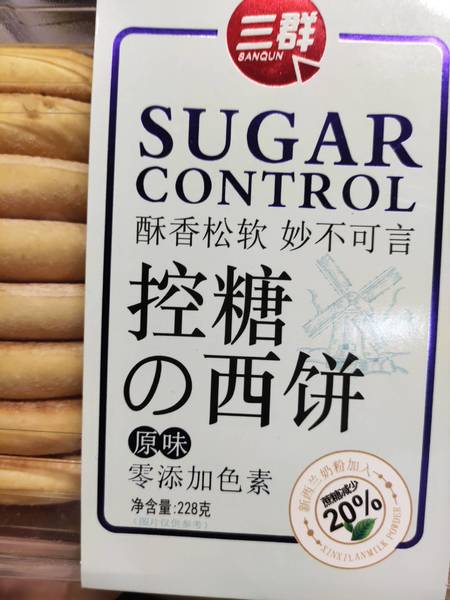 三群
SANQUN
SUGAR
CONTROL
酥香松软 妙不可言
控糖
の西饼
原味
零添加色素
净含量:228克
(图片仅供参考)
新西兰奶粉加入
蔗糖减少
20%
XINXILANMILK POWDER